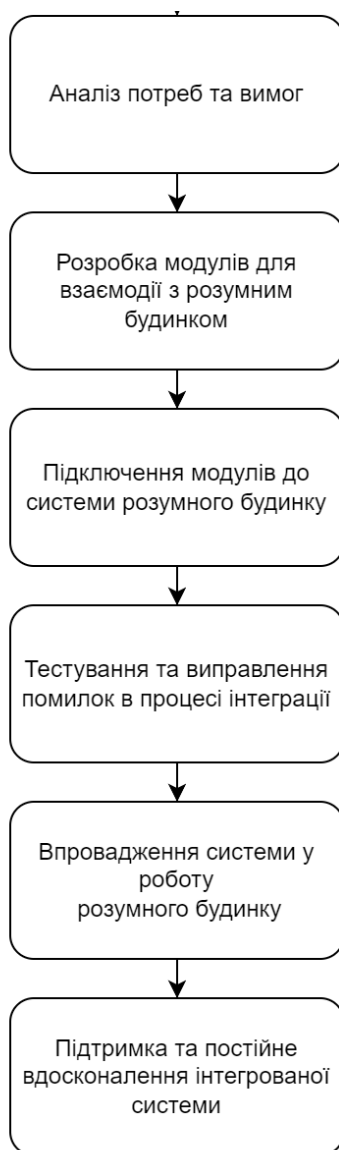 Аналіз потреб та вимог
Розробка модулів для
взаємодії з розумним
будинком
Підключення модулів до
системи розумного будинку
Тестування та виправлення
помилок в процесі інтеграції
Впровадження системи у
роботу
розумного будинку
Підтримка та постійне
вдосконалення інтегрованої
системи